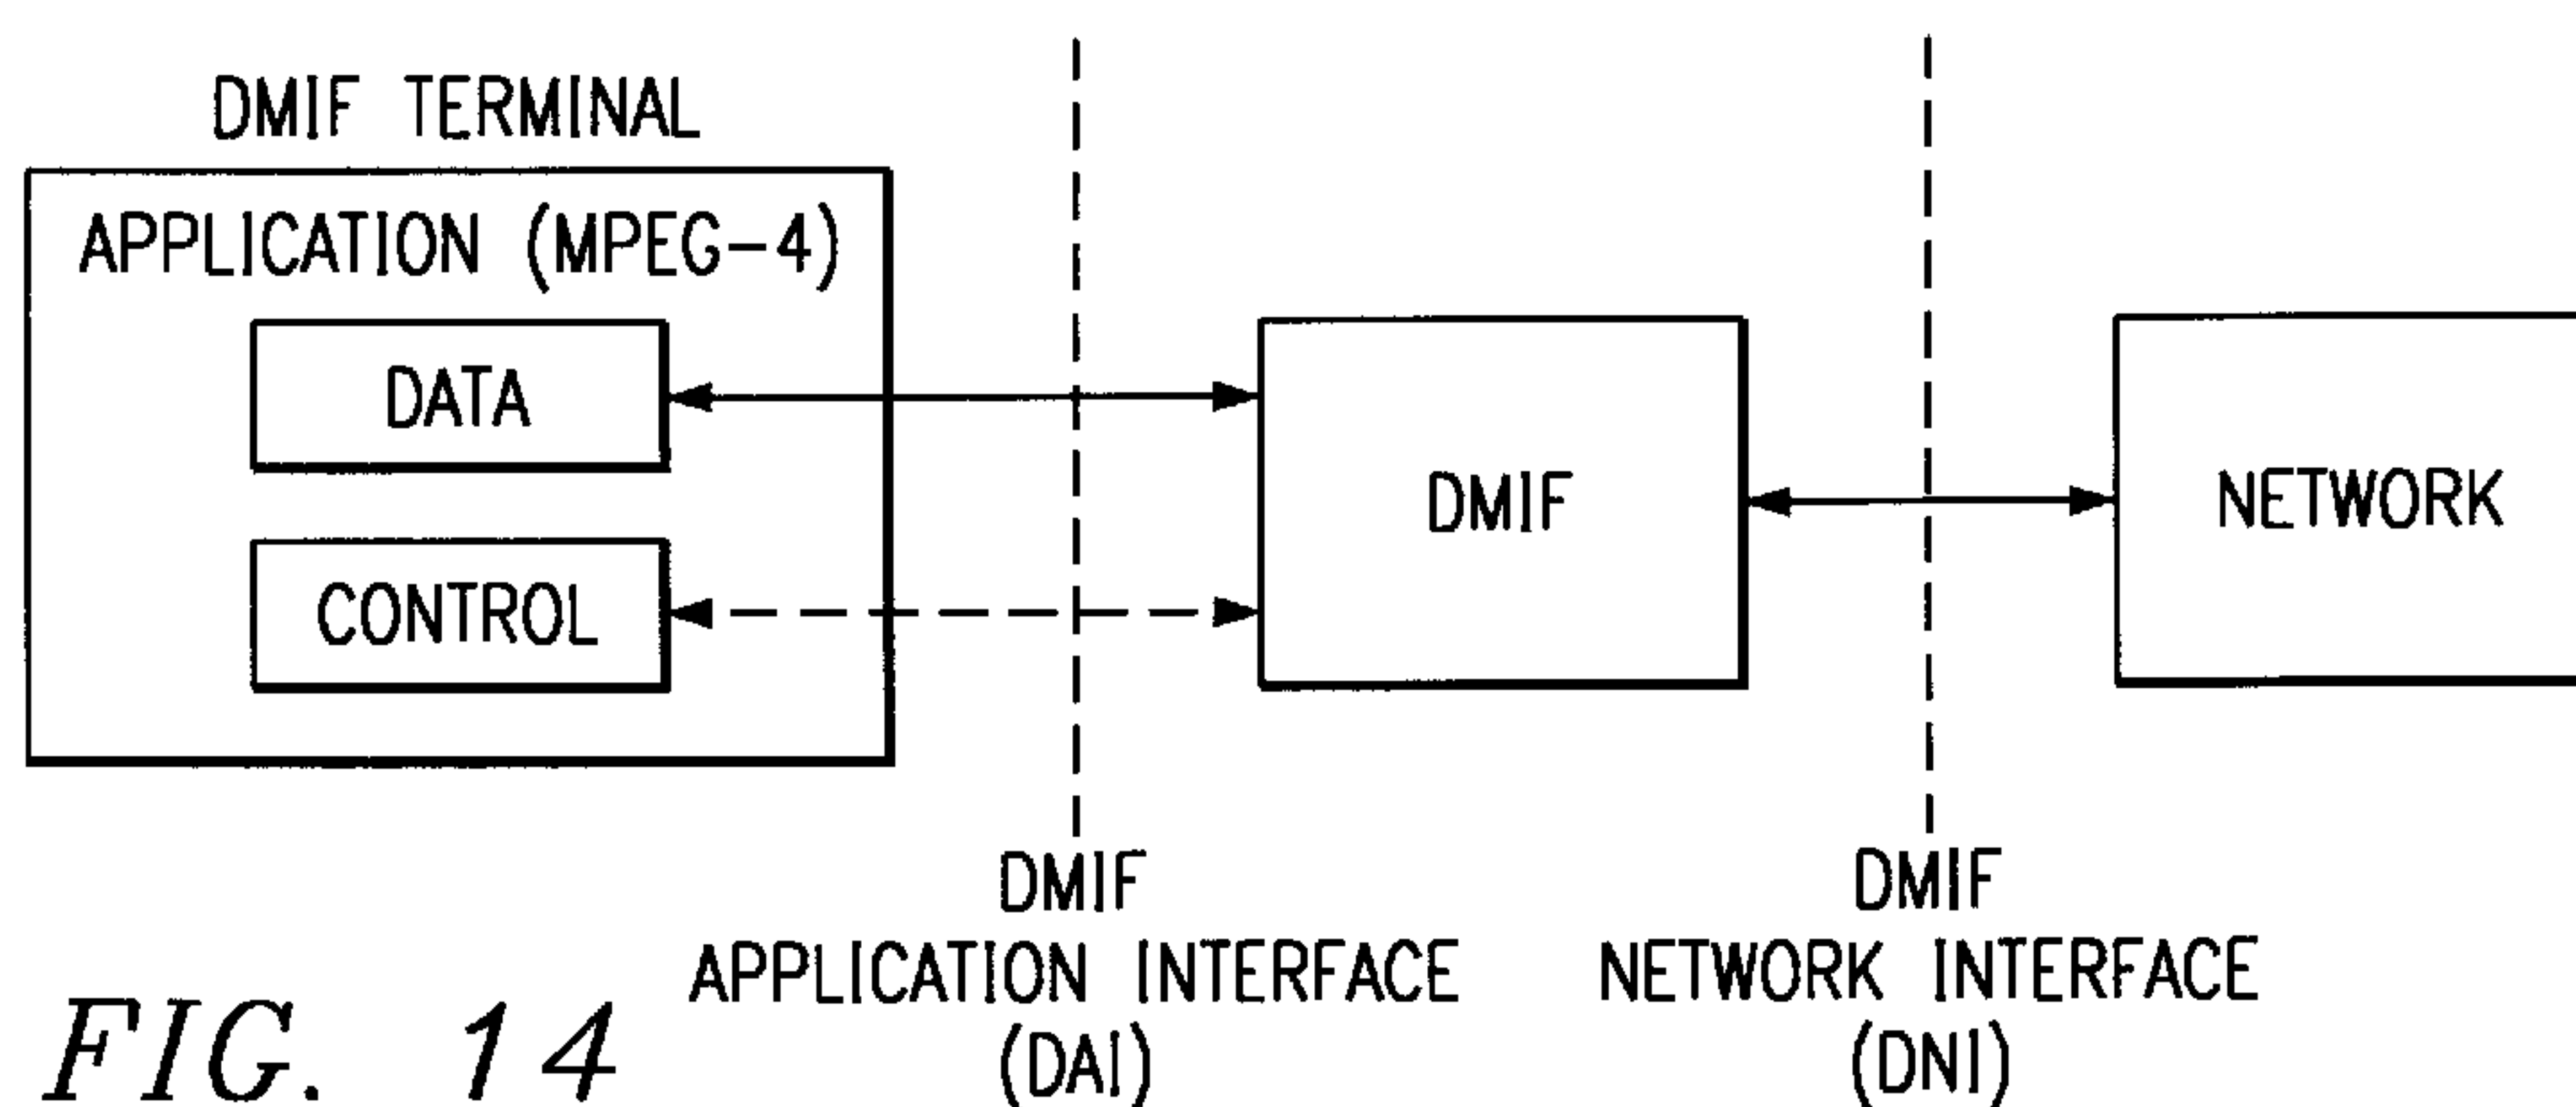 DMIF TERMINAL
APPLICATION (MPEG-4)
DATA
CONTROL
DMIF
NETWORK
DMIF
APPLICATION INTERFACE
(DAI)
DMIF
NETWORK INTERFACE
(DNI)
FIG. 14